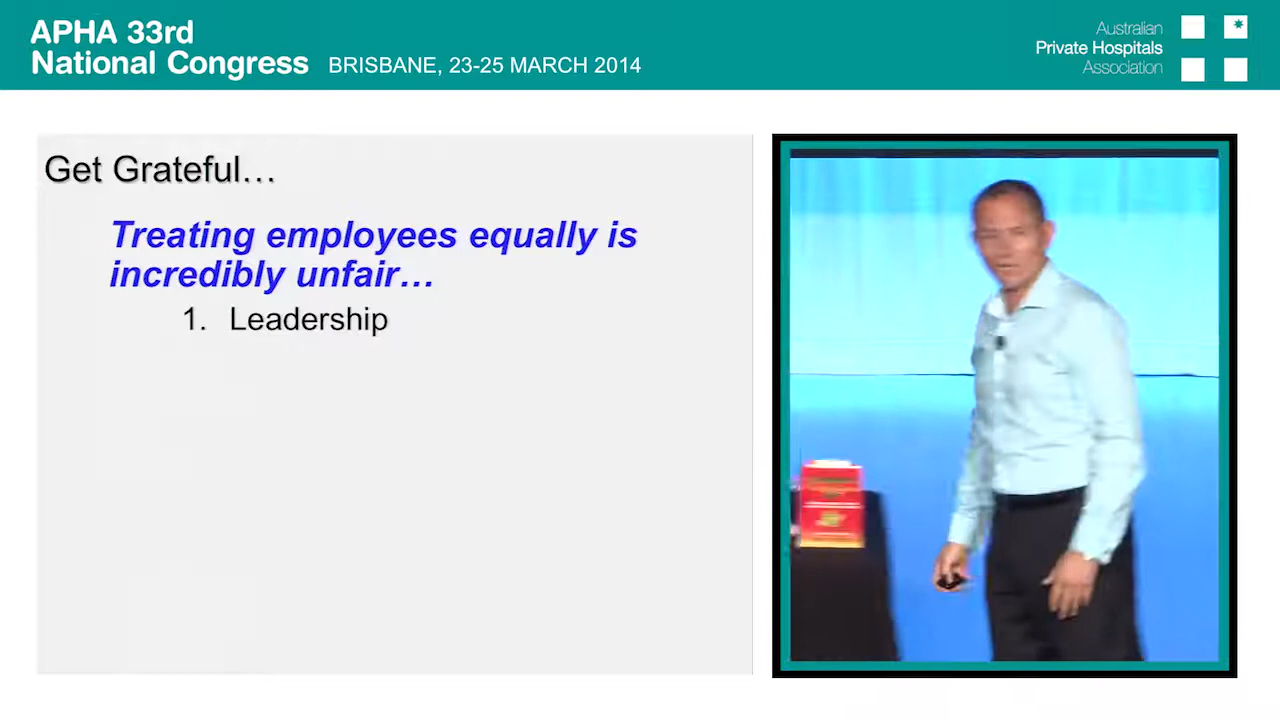 APHA 33rd
National Congress BRISBANE, 23-25 MARCH 2014
Australian
Private Hospitals
Association
Get Grateful…
Treating employees equally is
incredibly unfair…
1. Leadership